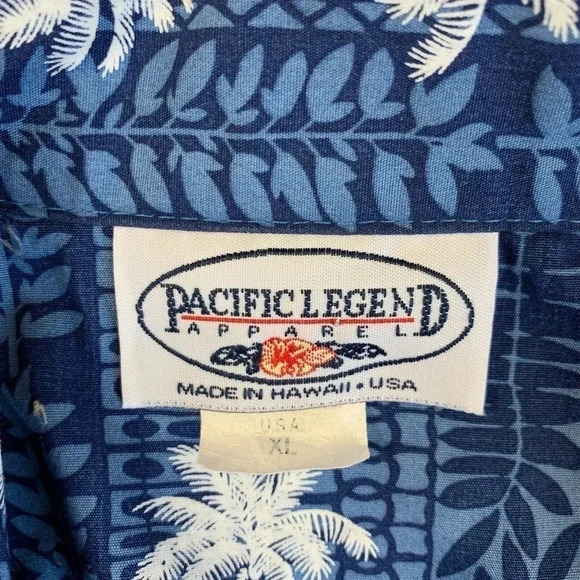 PACIFIC LEGEND
APPAREL
MADE IN HAWAII • USA
USA
XL